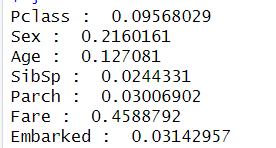 Pclass :  0.09568029
Sex :  0.2160161
Age :  0.127081
SibSp :  0.0244331
Parch :  0.03006902
Fare :  0.4588792
Embarked :  0.03142957